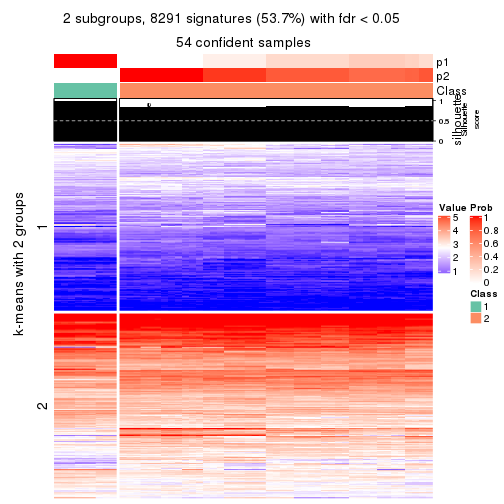 2 subgroups, 8291 signatures (53.7%) with fdr < 0.05
54 confident samples
p1
p2
Class
silhouette
Silhouette
score
1
0.5
0
k-means with 2 groups
1
2
Value
5
4
3
2
1
Prob
1
0.8
0.6
0.4
0.2
0
Class
1
2